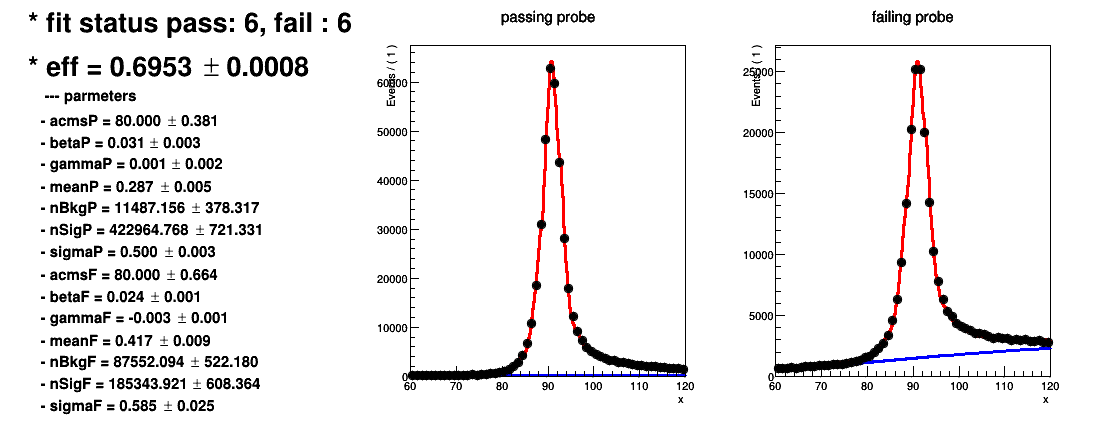 * fit status pass: 6, fail : 6
* eff = 0.6953 ± 0.0008
--- parmeters
- acmsP = 80.000 ± 0.381
- betaP = 0.031 ± 0.003
- gammaP = 0.001 ± 0.002
- meanP = 0.287 ± 0.005
- nBkgP = 11487.156 ± 378.317
- nSigP = 422964.768 ± 721.331
- sigmaP = 0.500 ± 0.003
- acmsF = 80.000 ± 0.664
- betaF = 0.024 ± 0.001
- gammaF = -0.003 ± 0.001
- meanF = 0.417 ± 0.009
- nBkgF = 87552.094 ± 522.180
- nSigF = 185343.921 ± 608.364
- sigmaF = 0.585 ± 0.025
passing probe
Events / ( 1 )
60000
50000
40000
30000
20000
10000
0
60 70 80 90 100 110 120
x
failing probe
Events / ( 1 )
25000
20000
15000
10000
5000
0
60 70 80 90 100 110 120
x